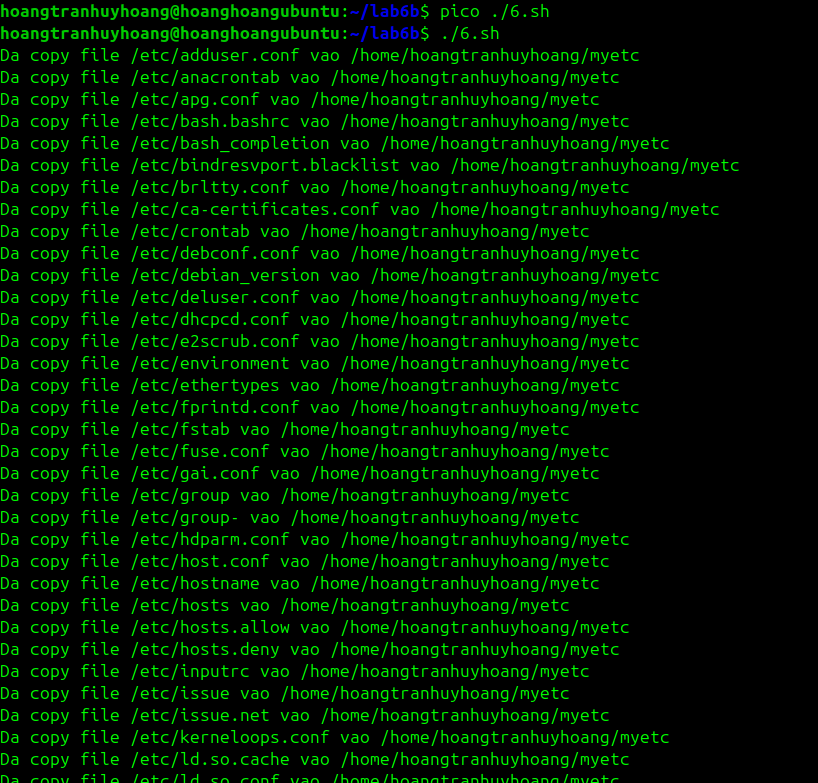 hoangtranhuyhoang@hoanghoangubuntu:~/lab6b$ pico ./6.sh
hoangtranhuyhoang@hoanghoangubuntu:~/lab6b$ ./6.sh
Da copy file /etc/adduser.conf vao /home/hoangtranhuyhoang/myetc
Da copy file /etc/anacrontab vao /home/hoangtranhuyhoang/myetc
Da copy file /etc/apg.conf vao /home/hoangtranhuyhoang/myetc
Da copy file /etc/bash.bashrc vao /home/hoangtranhuyhoang/myetc
Da copy file /etc/bash_completion vao /home/hoangtranhuyhoang/myetc
Da copy file /etc/bindresvport.blacklist vao /home/hoangtranhuyhoang/myetc
Da copy file /etc/brltty.conf vao /home/hoangtranhuyhoang/myetc
Da copy file /etc/ca-certificates.conf vao /home/hoangtranhuyhoang/myetc
Da copy file /etc/crontab vao /home/hoangtranhuyhoang/myetc
Da copy file /etc/debconf.conf vao /home/hoangtranhuyhoang/myetc
Da copy file /etc/debian_version vao /home/hoangtranhuyhoang/myetc
Da copy file /etc/deluser.conf vao /home/hoangtranhuyhoang/myetc
Da copy file /etc/dhcpcd.conf vao /home/hoangtranhuyhoang/myetc
Da copy file /etc/e2scrub.conf vao /home/hoangtranhuyhoang/myetc
Da copy file /etc/environment vao /home/hoangtranhuyhoang/myetc
Da copy file /etc/ethertypes vao /home/hoangtranhuyhoang/myetc
Da copy file /etc/fprintd.conf vao /home/hoangtranhuyhoang/myetc
Da copy file /etc/fstab vao /home/hoangtranhuyhoang/myetc
Da copy file /etc/fuse.conf vao /home/hoangtranhuyhoang/myetc
Da copy file /etc/gai.conf vao /home/hoangtranhuyhoang/myetc
Da copy file /etc/group vao /home/hoangtranhuyhoang/myetc
Da copy file /etc/group- vao /home/hoangtranhuyhoang/myetc
Da copy file /etc/hdparm.conf vao /home/hoangtranhuyhoang/myetc
Da copy file /etc/host.conf vao /home/hoangtranhuyhoang/myetc
Da copy file /etc/hostname vao /home/hoangtranhuyhoang/myetc
Da copy file /etc/hosts vao /home/hoangtranhuyhoang/myetc
Da copy file /etc/hosts.allow vao /home/hoangtranhuyhoang/myetc
Da copy file /etc/hosts.deny vao /home/hoangtranhuyhoang/myetc
Da copy file /etc/inputrc vao /home/hoangtranhuyhoang/myetc
Da copy file /etc/issue vao /home/hoangtranhuyhoang/myetc
Da copy file /etc/issue.net vao /home/hoangtranhuyhoang/myetc
Da copy file /etc/kerneloops.conf vao /home/hoangtranhuyhoang/myetc
Da copy file /etc/ld.so.cache vao /home/hoangtranhuyhoang/myetc
Da copy file /etc/ld.so.conf vao /home/hoangtranhuyhoang/myetc